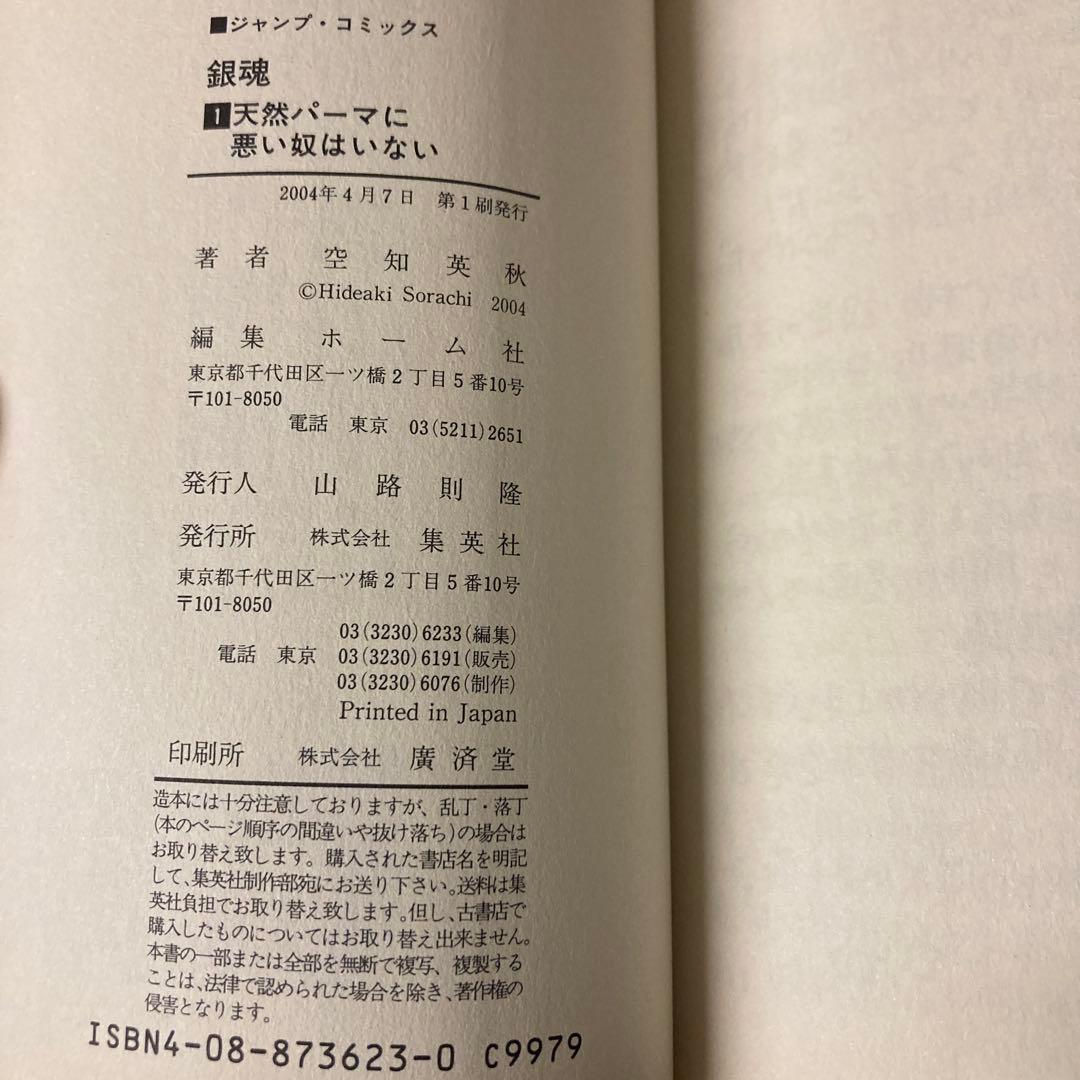 ■ジャンプ・コミックス
銀魂
1天然パーマに
悪い奴はいない
2004年4月7日 第1刷発行
著者 空知英秋
©Hideaki Sorachi 2004
編集 ホーム社
東京都千代田区一ツ橋2丁目5番10号
〒101-8050
電話 東京 03(5211)2651
発行人 山路則隆
発行所 株式会社 集英社
東京都千代田区一ツ橋2丁目5番10号
〒101-8050
03(3230)6233(編集)
電話 東京 03(3230)6191(販売)
03(3230)6076(制作)
Printed in Japan
印刷所 株式会社 廣済堂
造本には十分注意しておりますが、乱丁・落丁
(本のページ順序の間違いや抜け落ち)の場合は
お取り替え致します。購入された書店名を明記
して、集英社制作部宛にお送り下さい。送料は集
英社負担でお取り替え致します。但し、古書店で
購入したものについてはお取り替え出来ません。
本書の一部または全部を無断で複写、複製する
ことは、法律で認められた場合を除き、著作権の
侵害となります。
ISBN4-08-873623-0 C9979